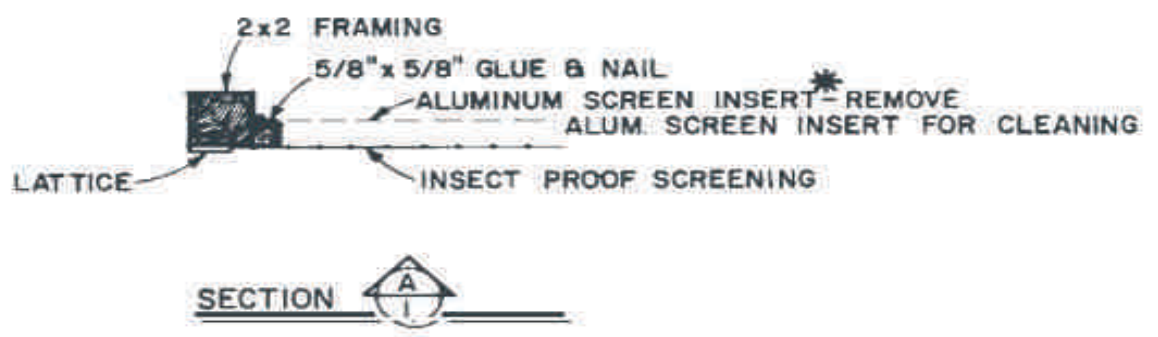 2x2 FRAMING
5/8" x 5/8" GLUE & NAIL
ALUMINUM SCREEN INSERT* - REMOVE
ALUM. SCREEN INSERT FOR CLEANING
LATTICE
INSECT PROOF SCREENING
SECTION A
1